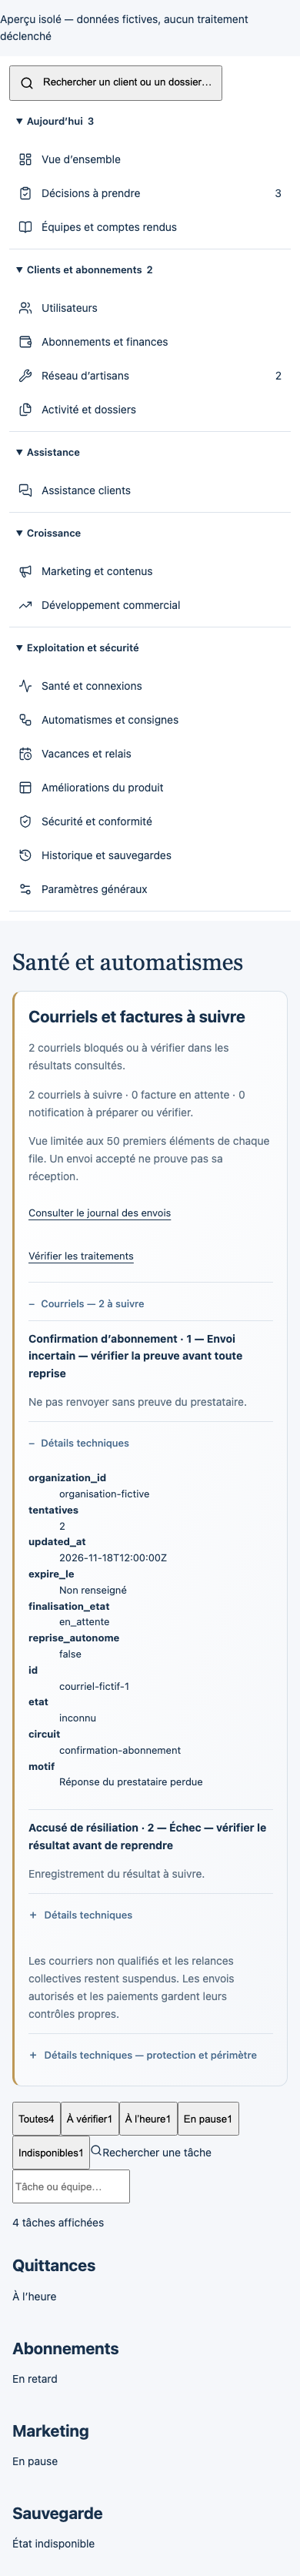 Aperçu isolé — données fictives, aucun traitement
déclenché
Rechercher un client ou un dossier…
▼ Aujourd’hui 3
Vue d’ensemble
Décisions à prendre 3
Équipes et comptes rendus
▼ Clients et abonnements 2
Utilisateurs
Abonnements et finances
Réseau d’artisans 2
Activité et dossiers
▼ Assistance
Assistance clients
▼ Croissance
Marketing et contenus
Développement commercial
▼ Exploitation et sécurité
Santé et connexions
Automatismes et consignes
Vacances et relais
Améliorations du produit
Sécurité et conformité
Historique et sauvegardes
Paramètres généraux
Santé et automatismes
Courriels et factures à suivre
2 courriels bloqués ou à vérifier dans les
résultats consultés.
2 courriels à suivre · 0 facture en attente · 0
notification à préparer ou vérifier.
Vue limitée aux 50 premiers éléments de chaque
file. Un envoi accepté ne prouve pas sa
réception.
Consulter le journal des envois
Vérifier les traitements
− Courriels — 2 à suivre
Confirmation d’abonnement · 1 — Envoi
incertain — vérifier la preuve avant toute
reprise
Ne pas renvoyer sans preuve du prestataire.
− Détails techniques
organization_id
organisation-fictive
tentatives
2
updated_at
2026-11-18T12:00:00Z
expire_le
Non renseigné
finalisation_etat
en_attente
reprise_autonome
false
id
courriel-fictif-1
etat
inconnu
circuit
confirmation-abonnement
motif
Réponse du prestataire perdue
Accusé de résiliation · 2 — Échec — vérifier le
résultat avant de reprendre
Enregistrement du résultat à suivre.
+ Détails techniques
Les courriers non qualifiés et les relances
collectives restent suspendus. Les envois
autorisés et les paiements gardent leurs
contrôles propres.
+ Détails techniques — protection et périmètre
Toutes4 À vérifier1 À l’heure1 En pause1
Indisponibles1 Rechercher une tâche
Tâche ou équipe…
4 tâches affichées
Quittances
À l’heure
Abonnements
En retard
Marketing
En pause
Sauvegarde
État indisponible